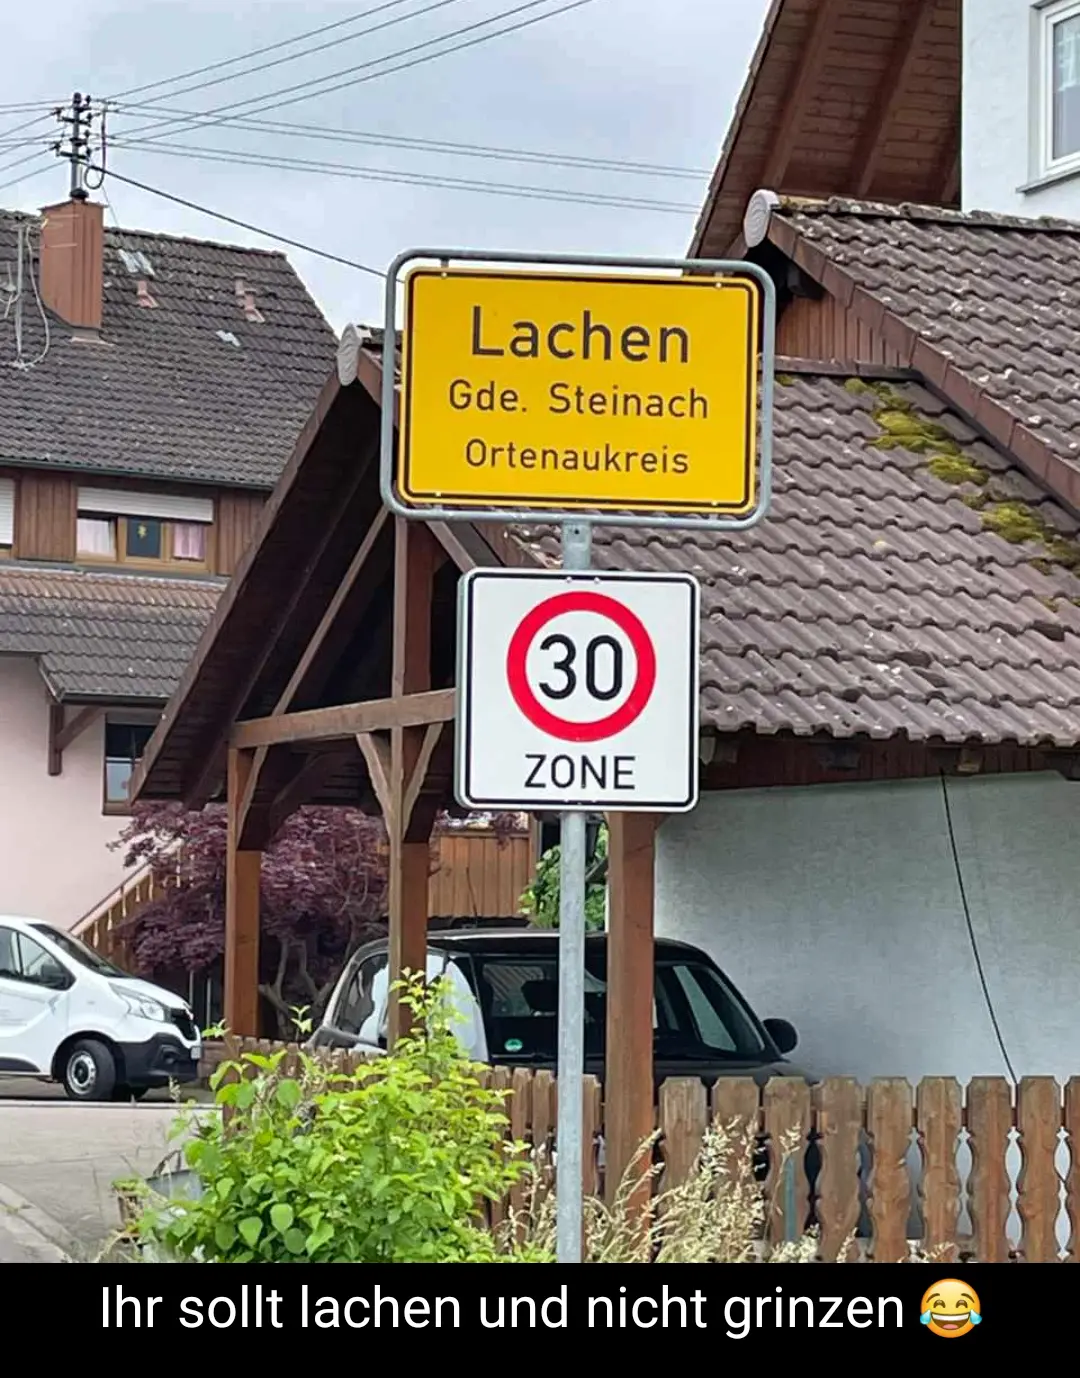 Lachen
Gde. Steinach
Ortenaukreis
30
ZONE
Ihr sollt lachen und nicht grinzen 😂